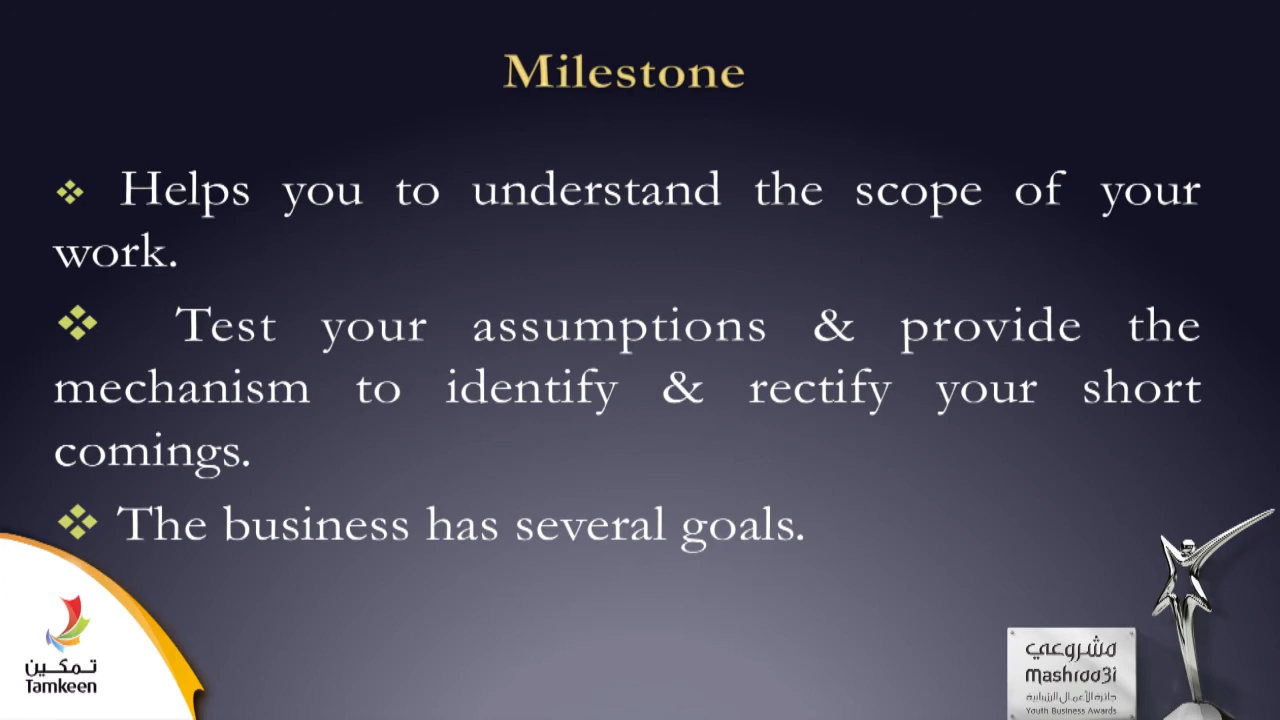 Milestone
❖ Helps you to understand the scope of your
work.
❖ Test your assumptions & provide the
mechanism to identify & rectify your short
comings.
❖ The business has several goals.
تمكين
Tamkeen
مشروعي
mashroo3i
جائزة الأعمال الشبابية
Youth Business Awards